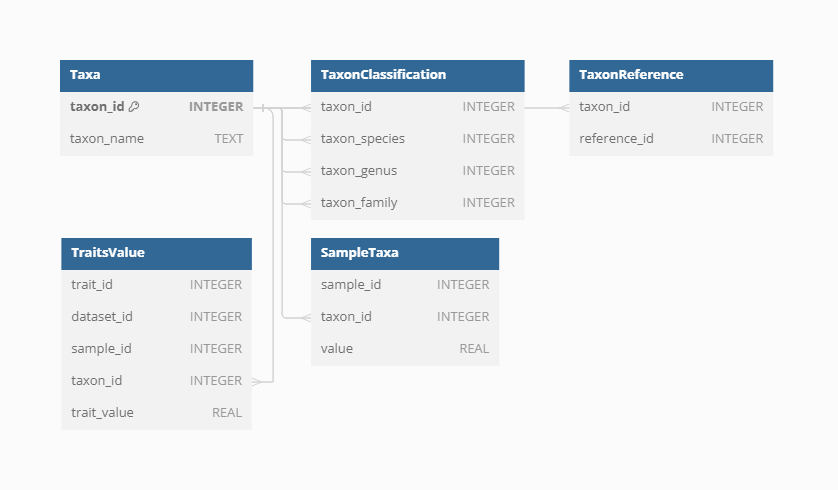 Taxa
taxon_id INTEGER
taxon_name TEXT
TaxonClassification
taxon_id INTEGER
taxon_species INTEGER
taxon_genus INTEGER
taxon_family INTEGER
TaxonReference
taxon_id INTEGER
reference_id INTEGER
TraitsValue
trait_id INTEGER
dataset_id INTEGER
sample_id INTEGER
taxon_id INTEGER
trait_value REAL
SampleTaxa
sample_id INTEGER
taxon_id INTEGER
value REAL